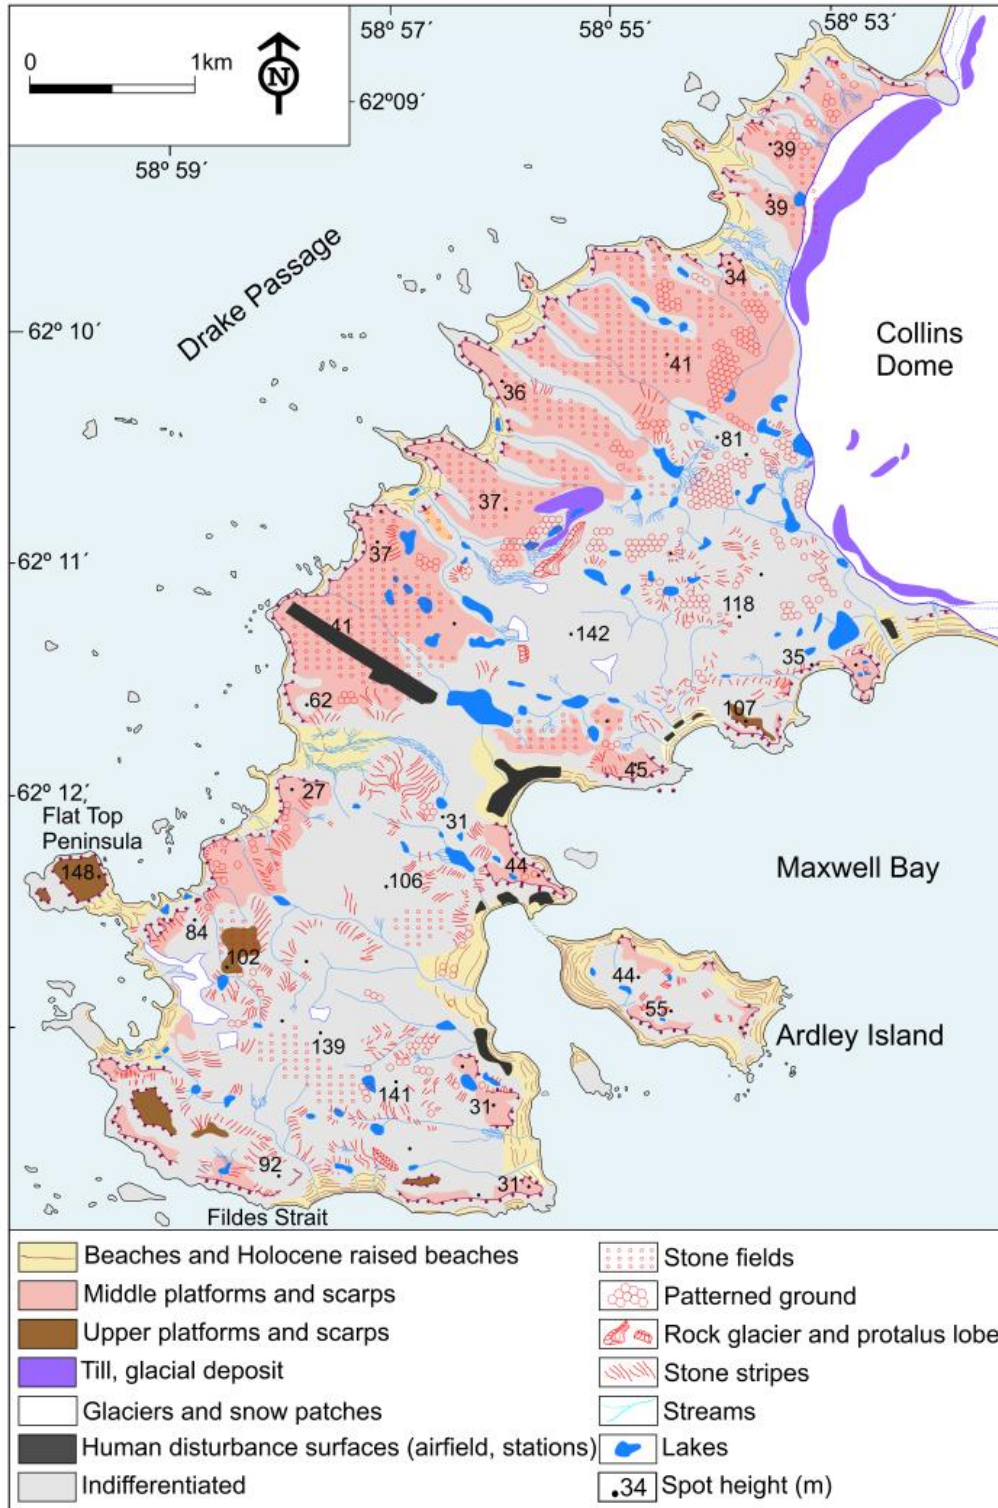 58º 57´
58º 55´
58º 53´
0
1km
N
62º09´
58º 59´
39
39
Drake Passage
34
62º 10´
Collins
Dome
41
36
81
37
62º 11´
37
118
41
142
35
62
107
45
62º 12´
27
Flat Top
Peninsula
31
44
148
Maxwell Bay
106
84
102
44
55
Ardley Island
139
141
31
92
31
Fildes Strait
Beaches and Holocene raised beaches
Middle platforms and scarps
Upper platforms and scarps
Till, glacial deposit
Glaciers and snow patches
Human disturbance surfaces (airfield, stations)
Indifferentiated
Stone fields
Patterned ground
Rock glacier and protalus lobe
Stone stripes
Streams
Lakes
.34 Spot height (m)